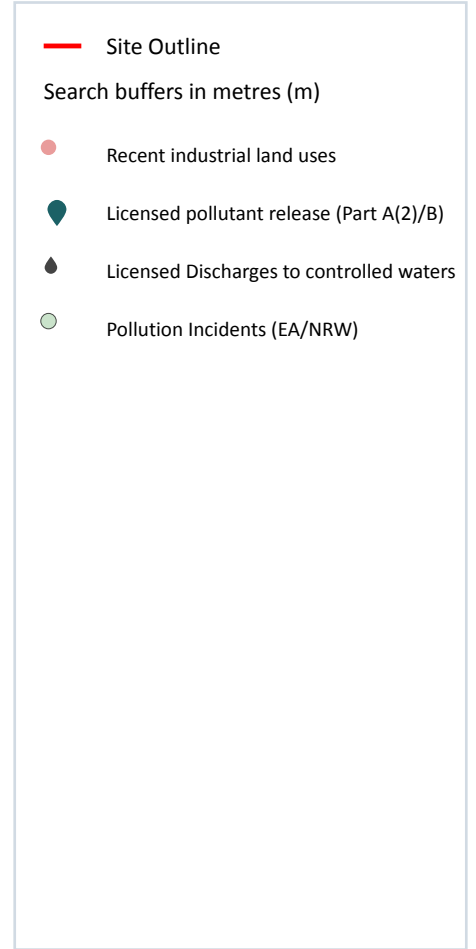 Site Outline
Search buffers in metres (m)
Recent industrial land uses
Licensed pollutant release (Part A(2)/B)
Licensed Discharges to controlled waters
Pollution Incidents (EA/NRW)